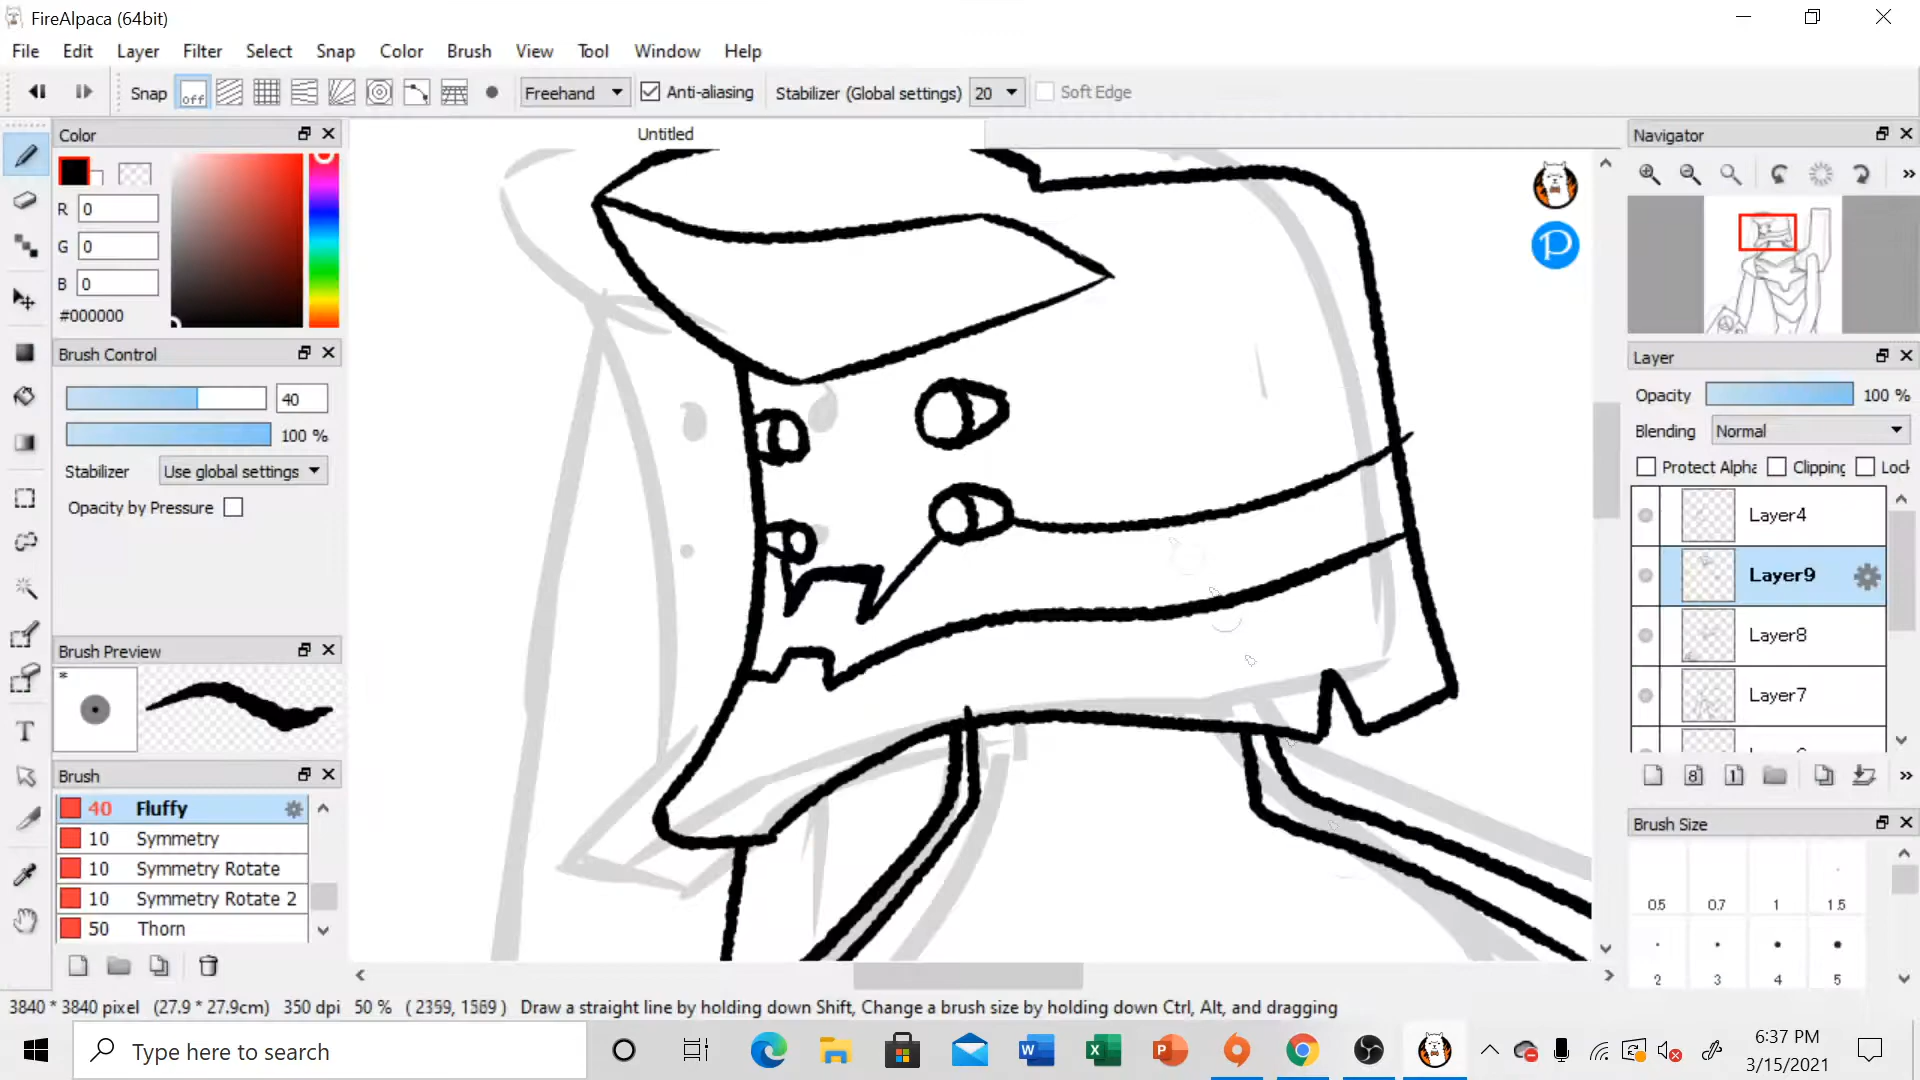 FireAlpaca (64bit)
File Edit Layer Filter Select Snap Color Brush View Tool Window Help
Snap off Freehand Anti-aliasing Stabilizer (Global settings) 20 Soft Edge
Color
Untitled
Navigator
R 0
G 0
B 0
#000000
Brush Control
40
100 %
Stabilizer Use global settings
Opacity by Pressure
Brush Preview
*
Brush
40 Fluffy
10 Symmetry
10 Symmetry Rotate
10 Symmetry Rotate 2
50 Thorn
P
Layer
Opacity 100 %
Blending Normal
Protect Alpha Clipping Lock
Layer4
Layer9
Layer8
Layer7
8 1
Brush Size
0.5 0.7 1 1.5
2 3 4 5
3840 * 3840 pixel (27.9 * 27.9cm) 350 dpi 50 % ( 2359, 1569 ) Draw a straight line by holding down Shift, Change a brush size by holding down Ctrl, Alt, and dragging
Type here to search
W X P
6:37 PM
3/15/2021